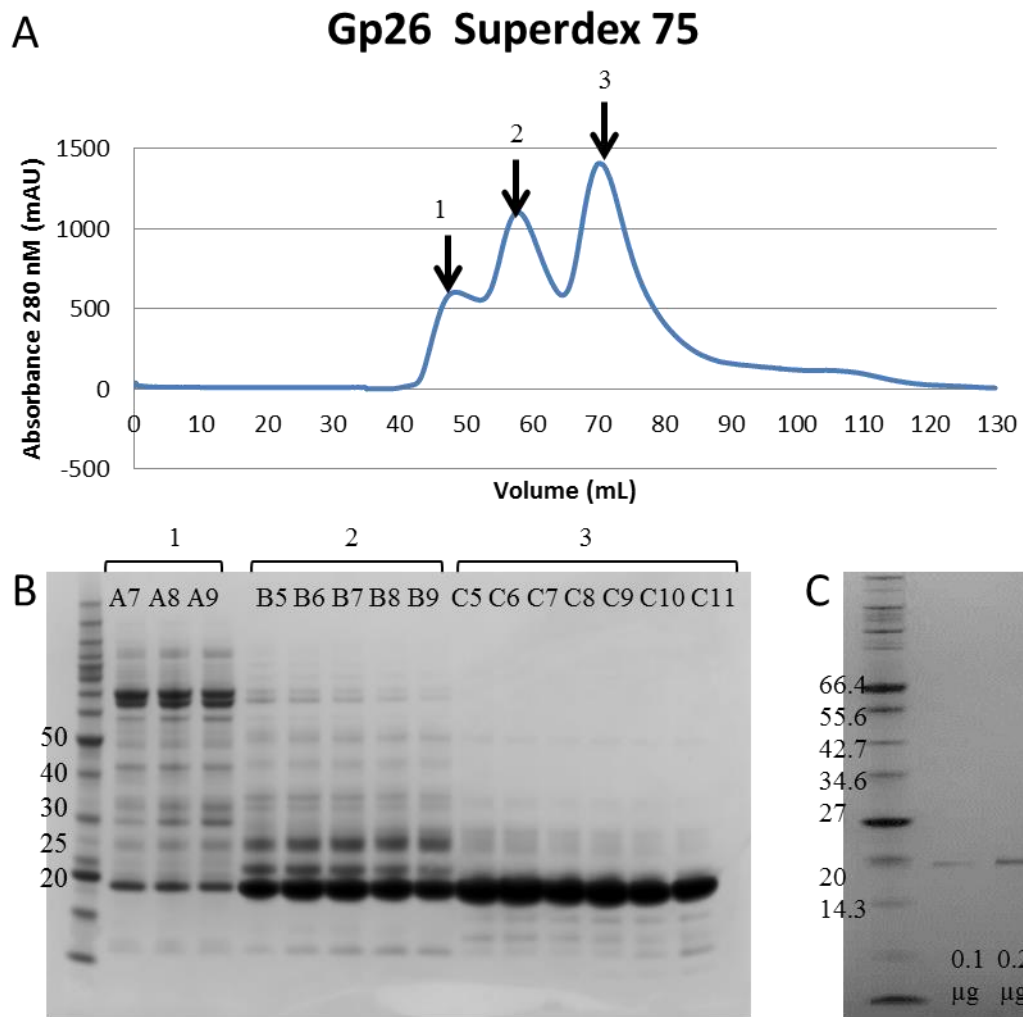 A
Gp26 Superdex 75
3
2
1
1500
1000
500
0
-500
Absorbance 280 nM (mAU)
0 10 20 30 40 50 60 70 80 90 100 110 120 130
Volume (mL)
1 2 3
B
A7 A8 A9 B5 B6 B7 B8 B9 C5 C6 C7 C8 C9 C10 C11
50
40
30
25
20
C
66.4
55.6
42.7
34.6
27
20
14.3
0.1 0.2
µg µg